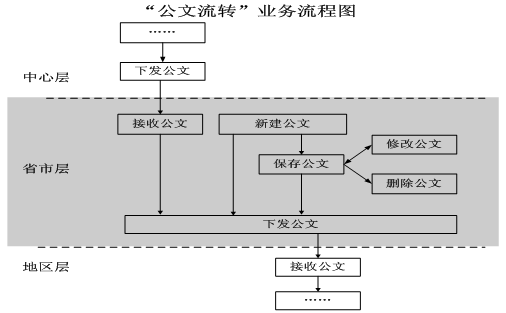 “公文流转”业务流程图
……
中心层
下发公文
接收公文
新建公文
修改公文
保存公文
省市层
删除公文
下发公文
地区层
接收公文
……